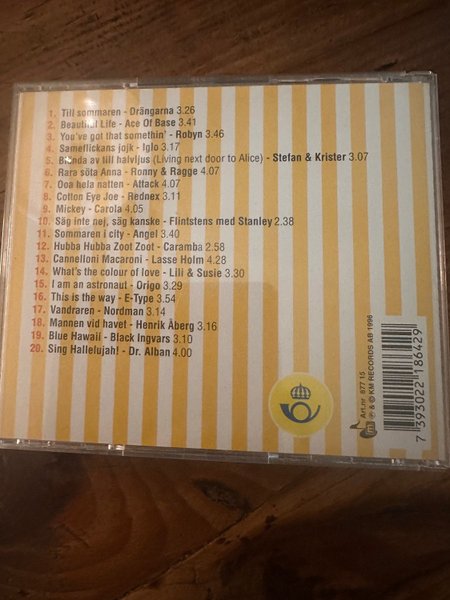 1. Till sommaren - Drängarna 3.26
2. Beautiful Life - Ace Of Base 3.41
3. You've got that somethin' - Robyn 3.46
4. Sameflickans jojk - Iglo 3.17
5. Blända av till halvljus (Living next door to Alice) - Stefan & Krister 3.07
6. Rara söta Anna - Ronny & Ragge 4.07
7. Ooa hela natten - Attack 4.07
8. Cotton Eye Joe - Rednex 3.11
9. Mickey - Carola 4.05
10. Säg inte nej, säg kanske - Flintstens med Stanley 2.38
11. Sommaren i city - Angel 3.40
12. Hubba Hubba Zoot Zoot - Caramba 2.58
13. Cannelloni Macaroni - Lasse Holm 4.28
14. What's the colour of love - Lili & Susie 3.30
15. I am an astronaut - Origo 3.29
16. This is the way - E-Type 3.54
17. Vandraren - Nordman 3.14
18. Mannen vid havet - Henrik Åberg 3.16
19. Blue Hawaii - Black Ingvars 3.10
20. Sing Hallelujah! - Dr. Alban 4.00
Art.nr 677 15
℗ & © KM RECORDS AB 1996
7 393022 186429